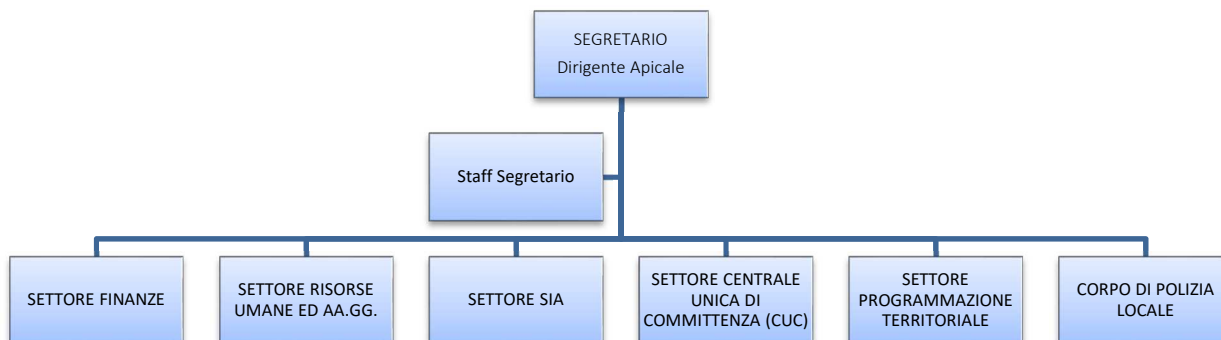 SEGRETARIO
Dirigente Apicale
Staff Segretario
SETTORE FINANZE
SETTORE RISORSE
UMANE ED AA.GG.
SETTORE SIA
SETTORE CENTRALE
UNICA DI
COMMITTENZA (CUC)
SETTORE
PROGRAMMAZIONE
TERRITORIALE
CORPO DI POLIZIA
LOCALE